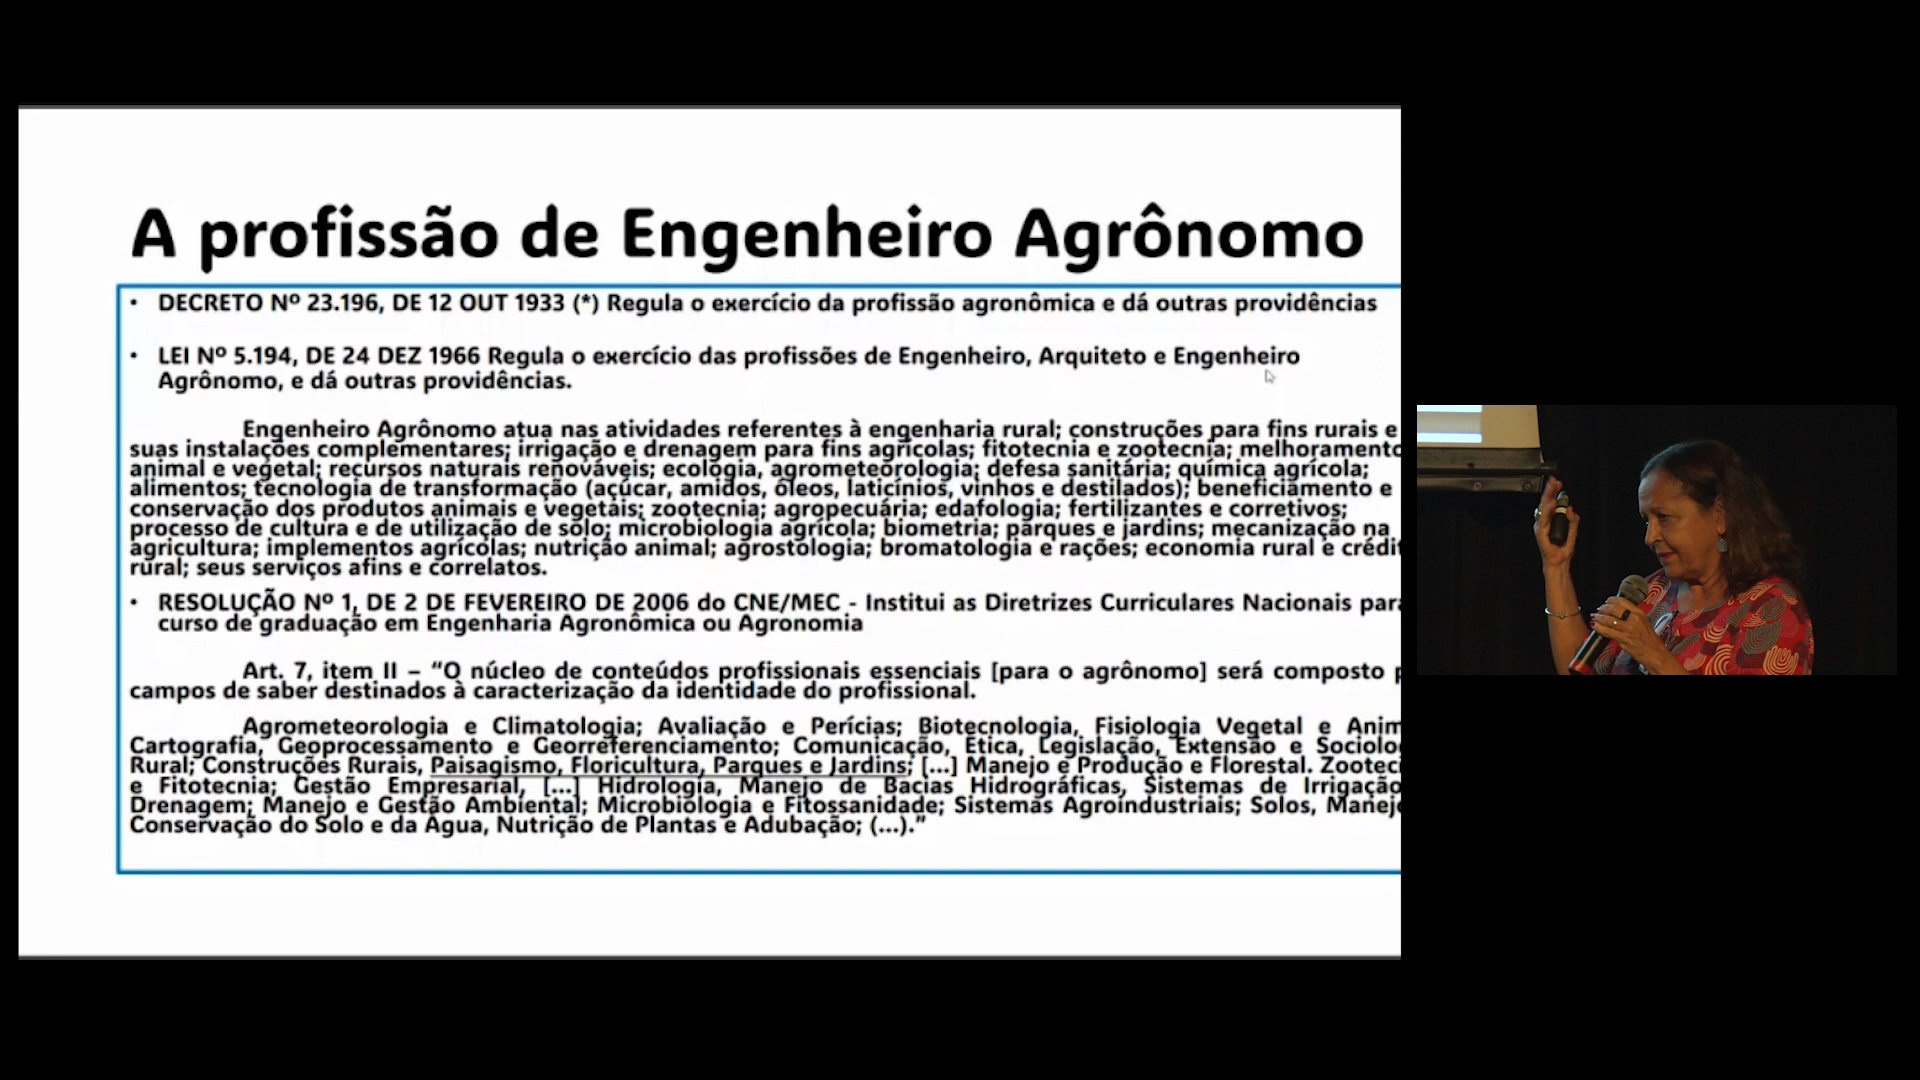 A profissão de Engenheiro Agrônomo
• DECRETO Nº 23.196, DE 12 OUT 1933 (*) Regula o exercício da profissão agronômica e dá outras providências
• LEI Nº 5.194, DE 24 DEZ 1966 Regula o exercício das profissões de Engenheiro, Arquiteto e Engenheiro
Agrônomo, e dá outras providências.
Engenheiro Agrônomo atua nas atividades referentes à engenharia rural; construções para fins rurais e
suas instalações complementares; irrigação e drenagem para fins agrícolas; fitotecnia e zootecnia; melhoramento
animal e vegetal; recursos naturais renováveis; ecologia, agrometeorologia; defesa sanitária; química agrícola;
alimentos; tecnologia de transformação (açúcar, amidos, óleos, laticínios, vinhos e destilados); beneficiamento e
conservação dos produtos animais e vegetais; zootecnia; agropecuária; edafologia; fertilizantes e corretivos;
processo de cultura e de utilização de solo; microbiologia agrícola; biometria; parques e jardins; mecanização na
agricultura; implementos agrícolas; nutrição animal; agrostologia; bromatologia e rações; economia rural e crédit
rural; seus serviços afins e correlatos.
• RESOLUÇÃO Nº 1, DE 2 DE FEVEREIRO DE 2006 do CNE/MEC - Institui as Diretrizes Curriculares Nacionais para
curso de graduação em Engenharia Agronômica ou Agronomia
Art. 7, item II – “O núcleo de conteúdos profissionais essenciais [para o agrônomo] será composto p
campos de saber destinados à caracterização da identidade do profissional.
Agrometeorologia e Climatologia; Avaliação e Perícias; Biotecnologia, Fisiologia Vegetal e Anim
Cartografia, Geoprocessamento e Georreferenciamento; Comunicação, Ética, Legislação, Extensão e Sociolo
Rural; Construções Rurais, Paisagismo, Floricultura, Parques e Jardins; [...] Manejo e Produção e Florestal. Zooteci
e Fitotecnia; Gestão Empresarial, [...] Hidrologia, Manejo de Bacias Hidrográficas, Sistemas de Irrigação
Drenagem; Manejo e Gestão Ambiental; Microbiologia e Fitossanidade; Sistemas Agroindustriais; Solos, Manejo
Conservação do Solo e da Água, Nutrição de Plantas e Adubação; (...).”